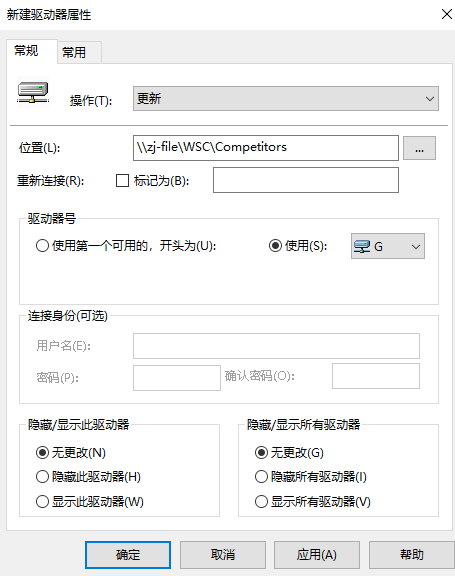 新建驱动器属性
常规 常用
操作(T): 更新
位置(L): \\zj-file\WSC\Competitors ...
重新连接(R): 标记为(B):
驱动器号
使用第一个可用的，开头为(U): 使用(S): G
连接身份(可选)
用户名(E):
密码(P): 确认密码(O):
隐藏/显示此驱动器 隐藏/显示所有驱动器
无更改(N) 无更改(G)
隐藏此驱动器(H) 隐藏所有驱动器(I)
显示此驱动器(W) 显示所有驱动器(V)
确定 取消 应用(A) 帮助